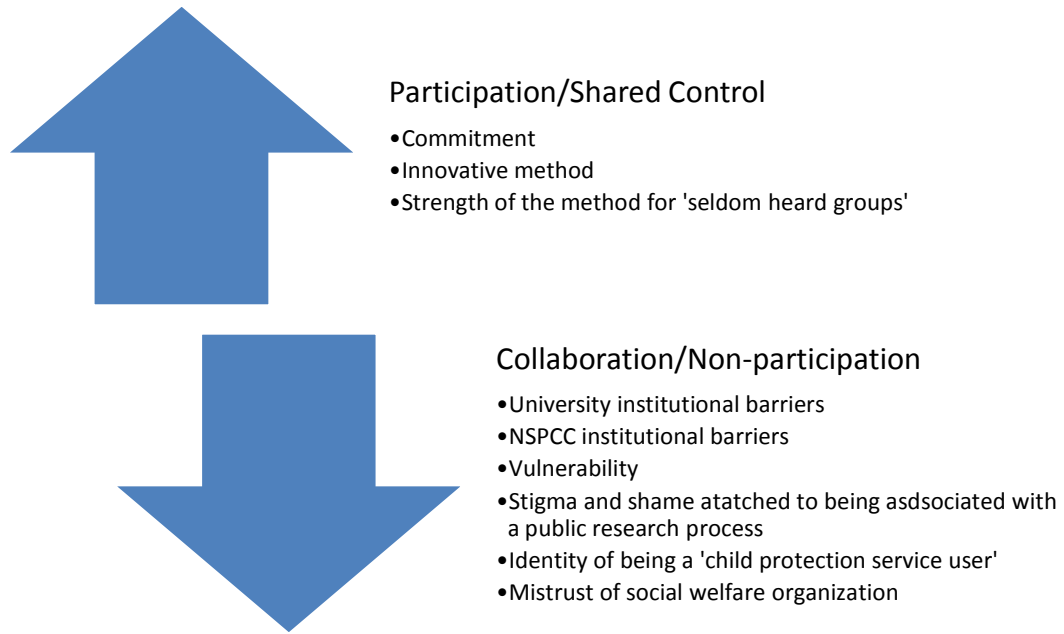 Participation/Shared Control
•Commitment
•Innovative method
•Strength of the method for 'seldom heard groups'
Collaboration/Non-participation
•University institutional barriers
•NSPCC institutional barriers
•Vulnerability
•Stigma and shame atatched to being asdsociated with
a public research process
•Identity of being a 'child protection service user'
•Mistrust of social welfare organization